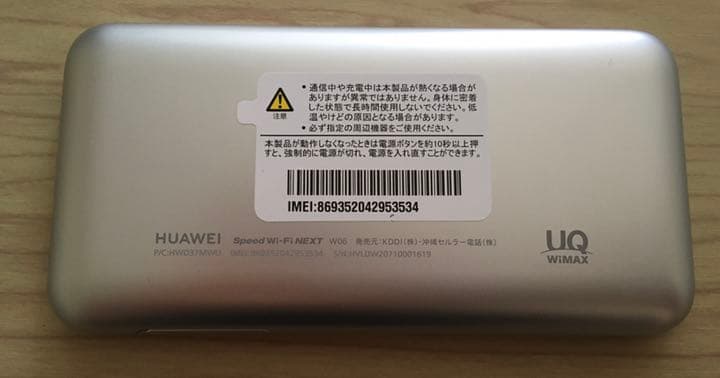 • 通信中や充電中は本製品が熱くなる場合が
ありますが異常ではありません。身体に密着
した状態で長時間使用しないでください。低
温やけどの原因となる場合があります。
• 必ず指定の周辺機器をご使用ください。
注意
本製品が動作しなくなったときは電源ボタンを約10秒以上押
すと、強制的に電源が切れ、電源を入れ直すことができます。
IMEI:869352042953534
HUAWEI Speed Wi-Fi NEXT W06 発売元:KDDI(株)・沖縄セルラー電話(株)
P/C:HWD37MWU IMEI:869352042953534 S/N:HVLDW20710001619
UQ
WiMAX